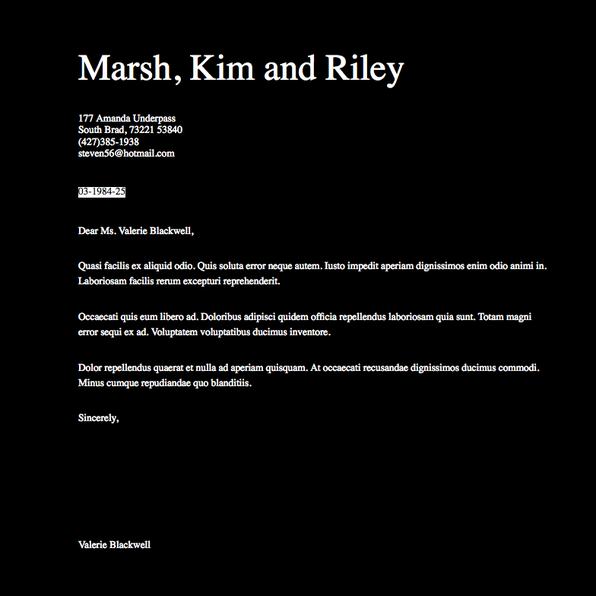 Marsh, Kim and Riley
177 Amanda Underpass
South Brad, 73221 53840
(427)385-1938
steven56@hotmail.com
03-1984-25
Dear Ms. Valerie Blackwell,
Quasi facilis ex aliquid odio. Quis soluta error neque autem. Iusto impedit aperiam dignissimos enim odio animi in.
Laboriosam facilis rerum excepturi reprehenderit.
Occaecati quis eum libero ad. Doloribus adipisci quidem officia repellendus laboriosam quia sunt. Totam magni
error sequi ex ad. Voluptatem voluptatibus ducimus inventore.
Dolor repellendus quaerat et nulla ad aperiam quisquam. At occaecati recusandae dignissimos ducimus commodi.
Minus cumque repudiandae quo blanditiis.
Sincerely,
Valerie Blackwell